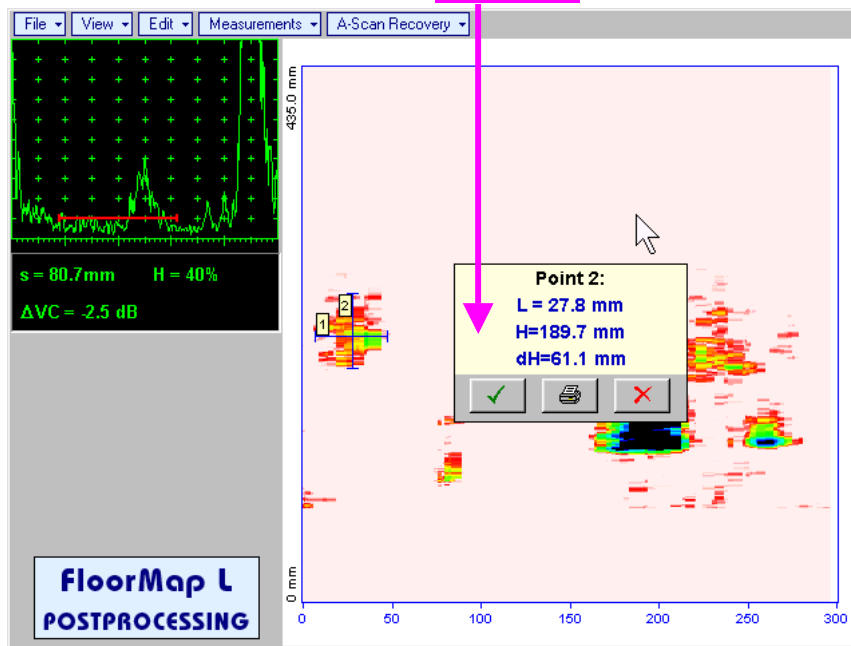 File View Edit Measurements A-Scan Recovery
s = 80.7mm H = 40%
ΔVC = -2.5 dB
435.0 mm
1
2
Point 2:
L = 27.8 mm
H=189.7 mm
dH=61.1 mm
0 mm
0 50 100 150 200 250 300
FloorMap L
POSTPROCESSING